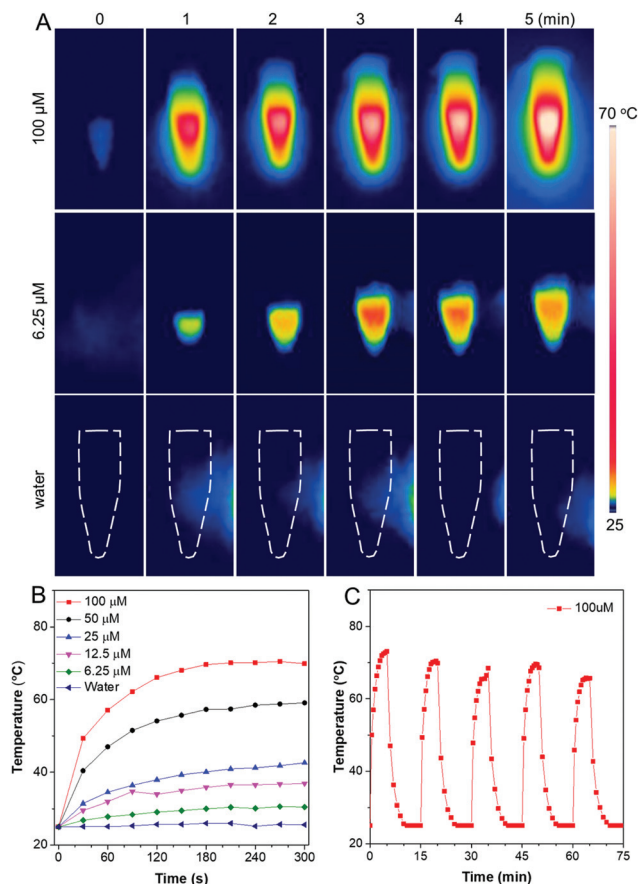 A
0 1 2 3 4 5 (min)
100 μM
6.25 μM
water
70 °C
25
B
100 μM
50 μM
25 μM
12.5 μM
6.25 μM
Water
Temperature (°C)
80
60
40
20
0 60 120 180 240 300
Time (s)
C
100uM
Temperature (°C)
80
60
40
20
0 15 30 45 60 75
Time (min)